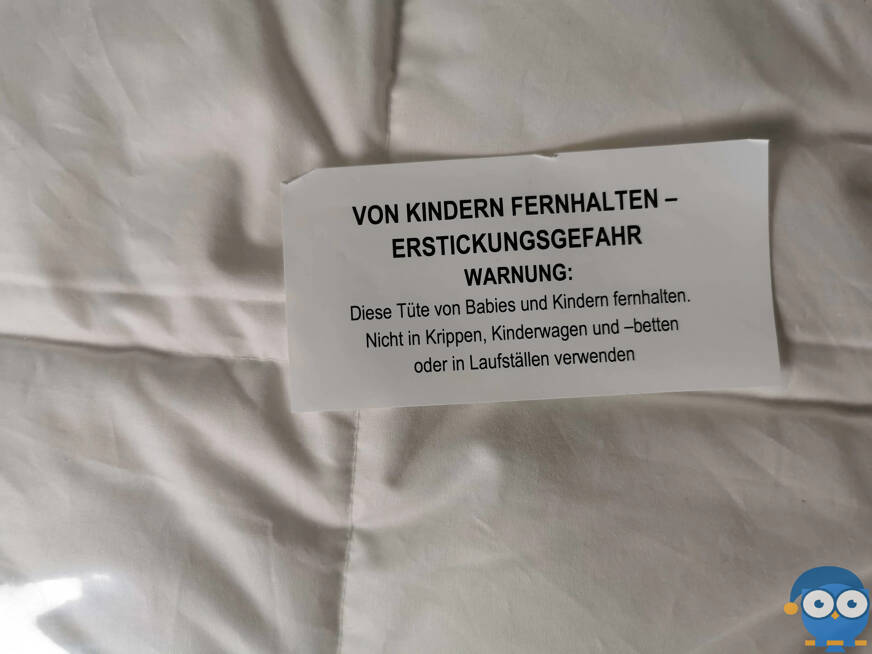 VON KINDERN FERNHALTEN –
ERSTICKUNGSGEFAHR
WARNUNG:
Diese Tüte von Babies und Kindern fernhalten.
Nicht in Krippen, Kinderwagen und –betten
oder in Laufställen verwenden